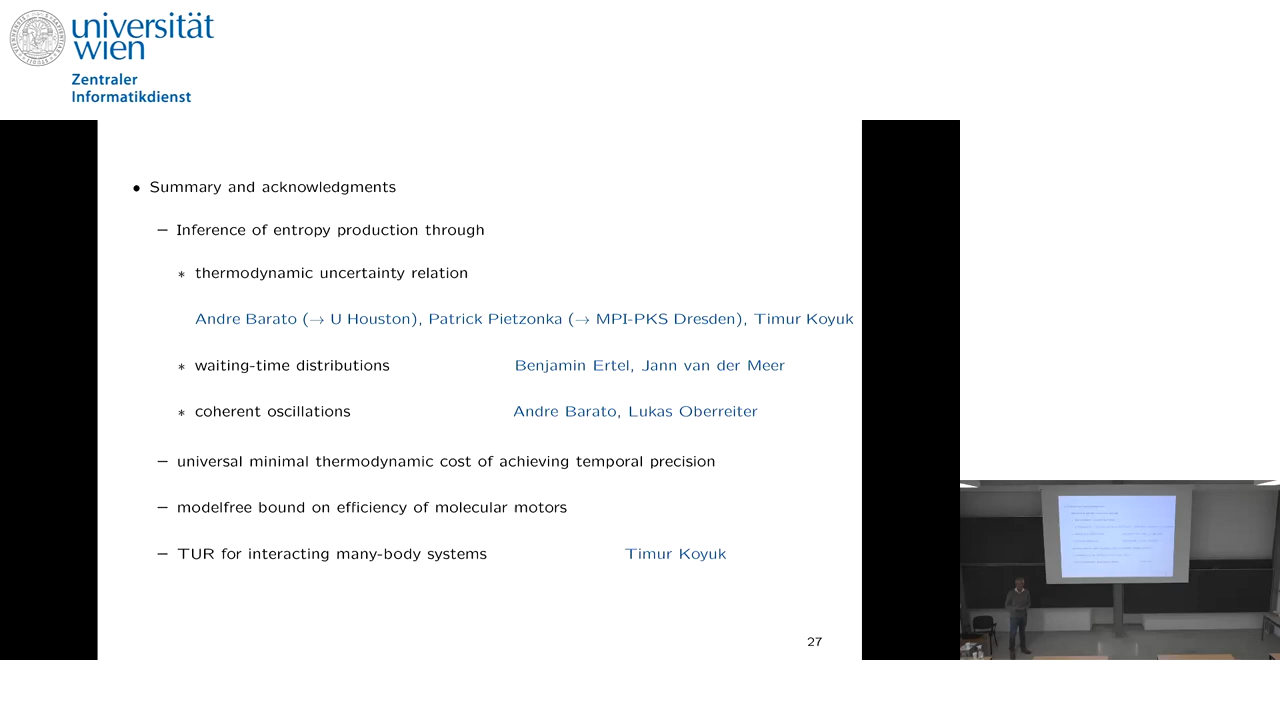 universität
wien
Zentraler
Informatikdienst
• Summary and acknowledgments
– Inference of entropy production through
∗ thermodynamic uncertainty relation
Andre Barato (→ U Houston), Patrick Pietzonka (→ MPI-PKS Dresden), Timur Koyuk
∗ waiting-time distributions Benjamin Ertel, Jann van der Meer
∗ coherent oscillations Andre Barato, Lukas Oberreiter
– universal minimal thermodynamic cost of achieving temporal precision
– modelfree bound on efficiency of molecular motors
– TUR for interacting many-body systems Timur Koyuk
27